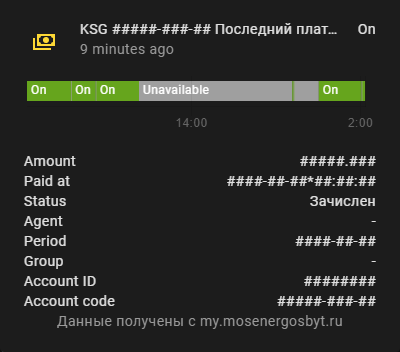 KSG #####-###-## Последний плат... On
9 minutes ago
On On On Unavailable On
14:00 2:00
Amount #####.###
Paid at ####-##-##*##:##:##
Status Зачислен
Agent -
Period ####-##-##
Group -
Account ID ########
Account code #####-###-##
Данные получены с my.mosenergosbyt.ru